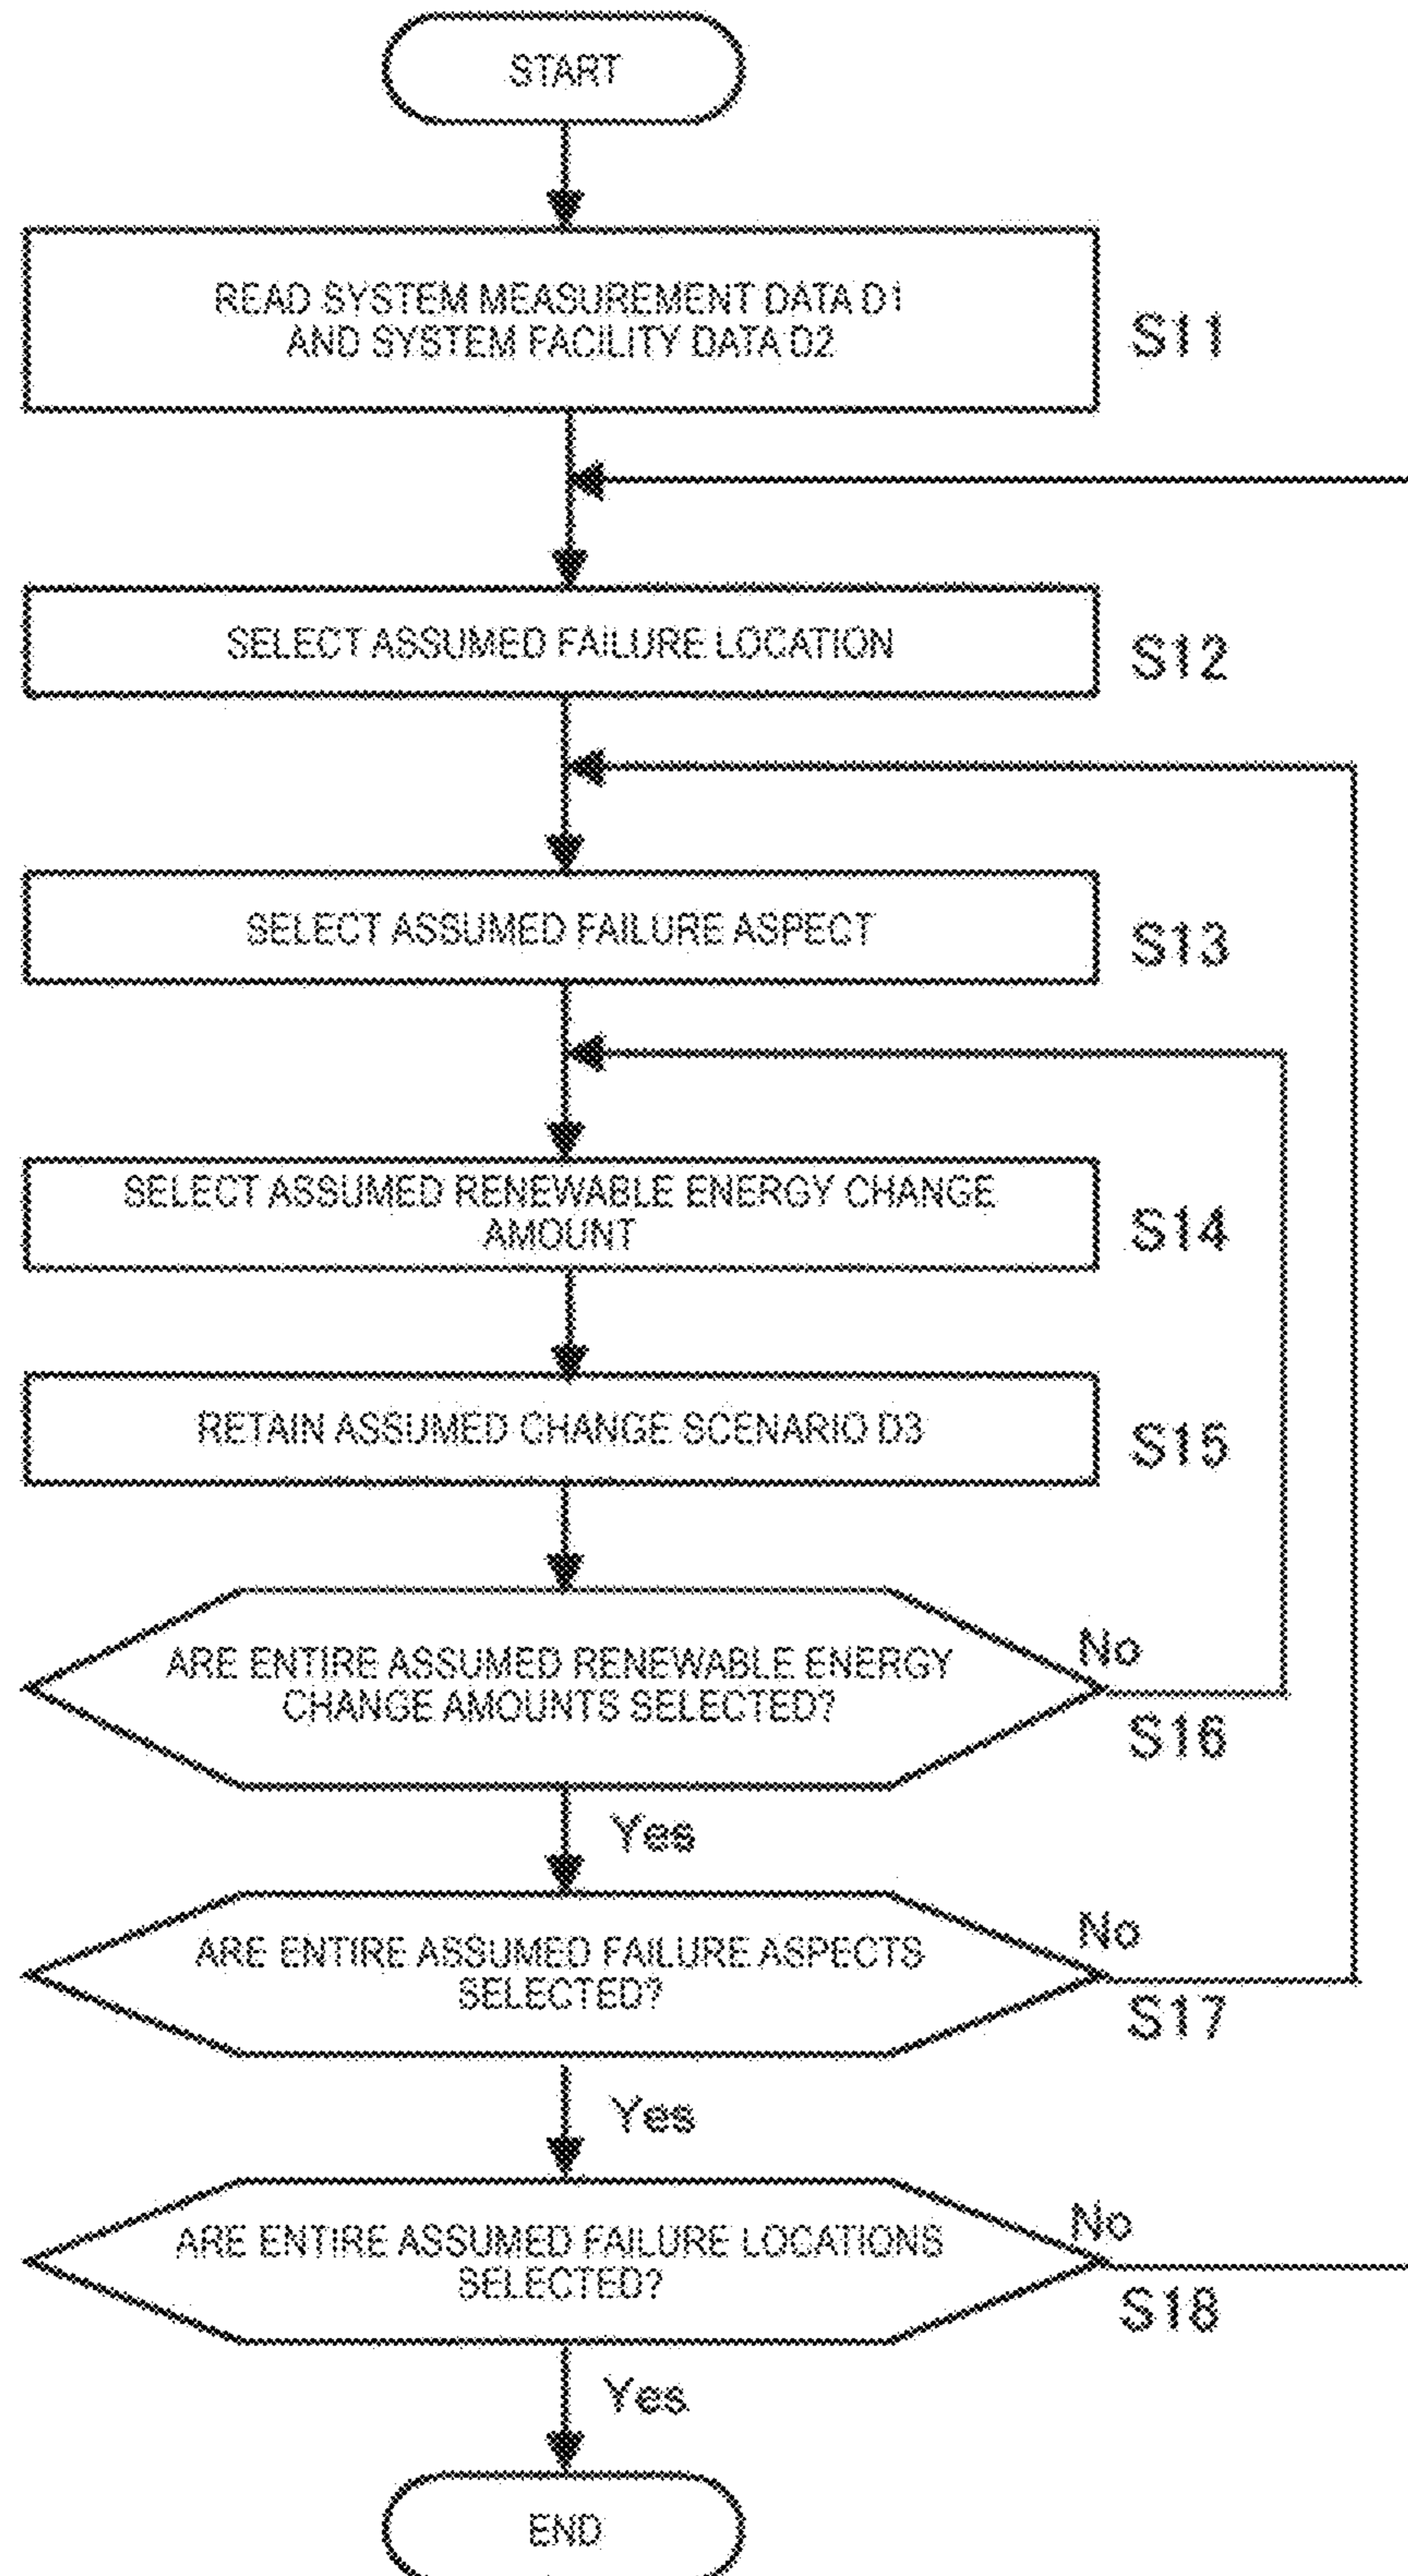 START
READ SYSTEM MEASUREMENT DATA D1
AND SYSTEM FACILITY DATA D2
S11
SELECT ASSUMED FAILURE LOCATION
S12
SELECT ASSUMED FAILURE ASPECT
S13
SELECT ASSUMED RENEWABLE ENERGY CHANGE
AMOUNT
S14
RETAIN ASSUMED CHANGE SCENARIO D3
S15
ARE ENTIRE ASSUMED RENEWABLE ENERGY
CHANGE AMOUNTS SELECTED?
No
S16
Yes
ARE ENTIRE ASSUMED FAILURE ASPECTS
SELECTED?
No
S17
Yes
ARE ENTIRE ASSUMED FAILURE LOCATIONS
SELECTED?
No
S18
Yes
END